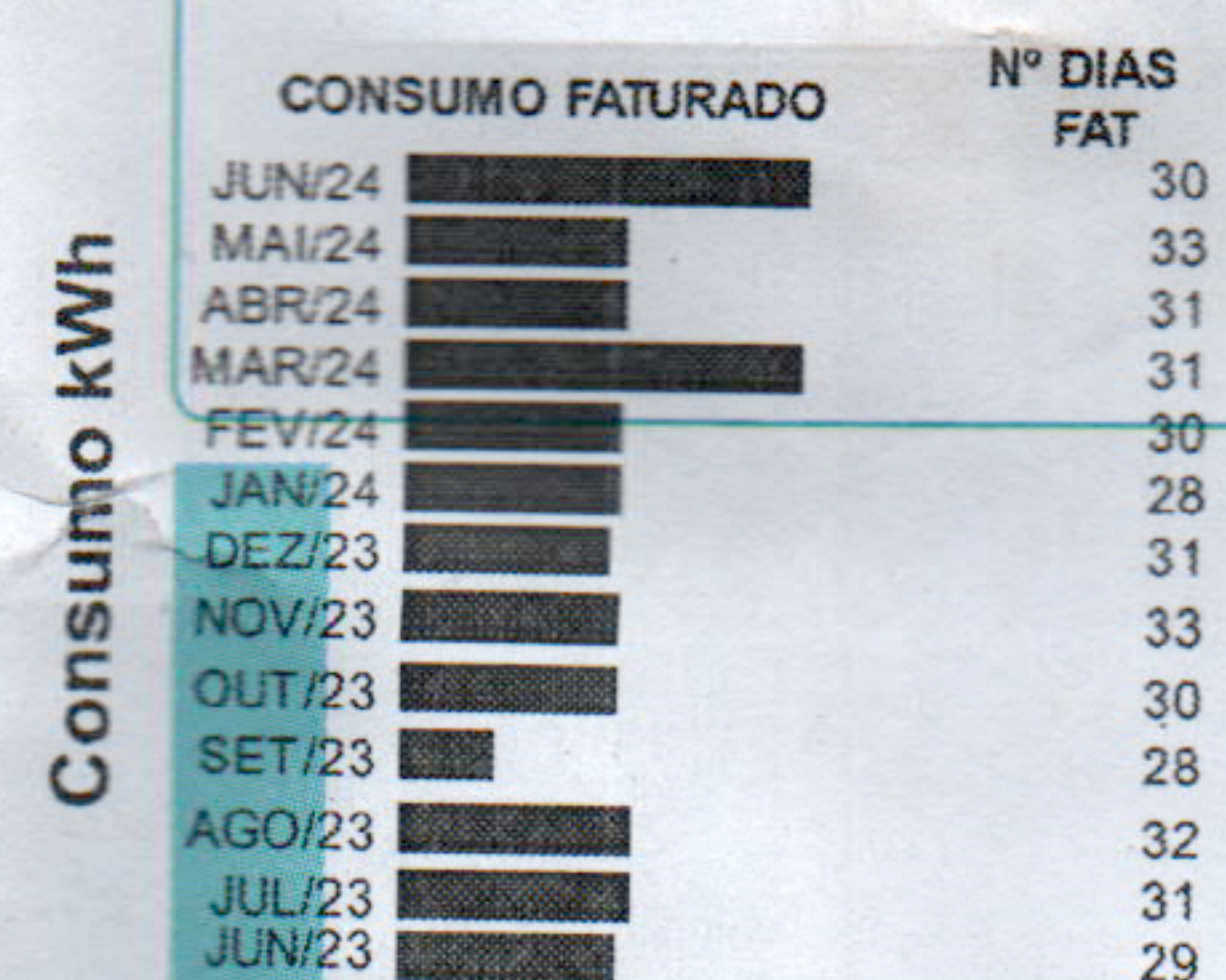 CONSUMO FATURADO
Nº DIAS
FAT
JUN/24 30
MAI/24 33
ABR/24 31
MAR/24 31
FEV/24 30
JAN/24 28
DEZ/23 31
NOV/23 33
OUT/23 30
SET/23 28
AGO/23 32
JUL/23 31
JUN/23 29
Consumo kWh